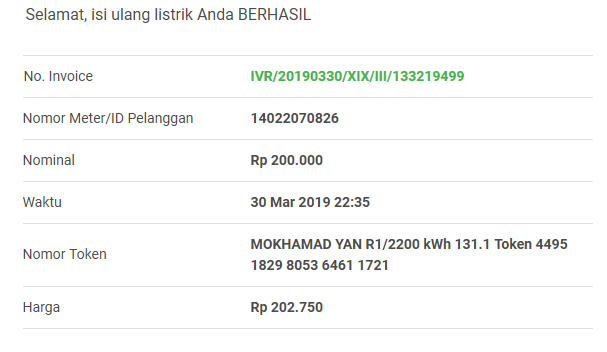 Selamat, isi ulang listrik Anda BERHASIL
No. Invoice IVR/20190330/XIX/III/133219499
Nomor Meter/ID Pelanggan 14022070826
Nominal Rp 200.000
Waktu 30 Mar 2019 22:35
Nomor Token MOKHAMAD YAN R1/2200 kWh 131.1 Token 4495
1829 8053 6461 1721
Harga Rp 202.750